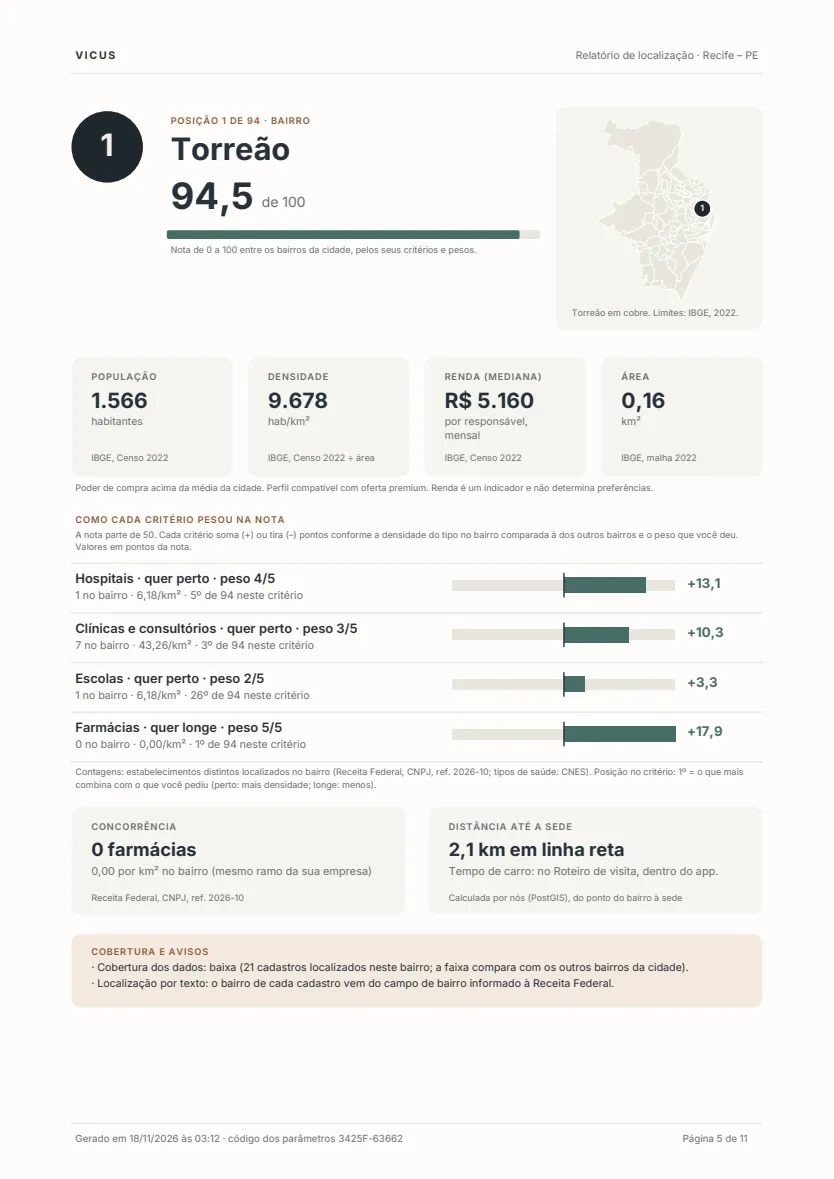 VICUS
Relatório de localização · Recife – PE
1
POSIÇÃO 1 DE 94 · BAIRRO
Torreão
94,5 de 100
Nota de 0 a 100 entre os bairros da cidade, pelos seus critérios e pesos.
1
Torreão em cobre. Limites: IBGE, 2022.
POPULAÇÃO
1.566
habitantes
IBGE, Censo 2022
DENSIDADE
9.678
hab/km²
IBGE, Censo 2022 ÷ área
RENDA (MEDIANA)
R$ 5.160
por responsável,
mensal
IBGE, Censo 2022
ÁREA
0,16
km²
IBGE, malha 2022
Poder de compra acima da média da cidade. Perfil compatível com oferta premium. Renda é um indicador e não determina preferências.
COMO CADA CRITÉRIO PESOU NA NOTA
A nota parte de 50. Cada critério soma (+) ou tira (–) pontos conforme a densidade do tipo no bairro comparada à dos outros bairros e o peso que você deu.
Valores em pontos da nota.
Hospitais · quer perto · peso 4/5
1 no bairro · 6,18/km² · 5º de 94 neste critério
+13,1
Clínicas e consultórios · quer perto · peso 3/5
7 no bairro · 43,26/km² · 3º de 94 neste critério
+10,3
Escolas · quer perto · peso 2/5
1 no bairro · 6,18/km² · 26º de 94 neste critério
+3,3
Farmácias · quer longe · peso 5/5
0 no bairro · 0,00/km² · 1º de 94 neste critério
+17,9
Contagens: estabelecimentos distintos localizados no bairro (Receita Federal, CNPJ, ref. 2026-10; tipos de saúde: CNES). Posição no critério: 1º = o que mais
combina com o que você pediu (perto: mais densidade; longe: menos).
CONCORRÊNCIA
0 farmácias
0,00 por km² no bairro (mesmo ramo da sua empresa)
Receita Federal, CNPJ, ref. 2026-10
DISTÂNCIA ATÉ A SEDE
2,1 km em linha reta
Tempo de carro: no Roteiro de visita, dentro do app.
Calculada por nós (PostGIS), do ponto do bairro à sede
COBERTURA E AVISOS
· Cobertura dos dados: baixa (21 cadastros localizados neste bairro; a faixa compara com os outros bairros da cidade).
· Localização por texto: o bairro de cada cadastro vem do campo de bairro informado à Receita Federal.
Gerado em 18/11/2026 às 03:12 · código dos parâmetros 3425F-63662
Página 5 de 11